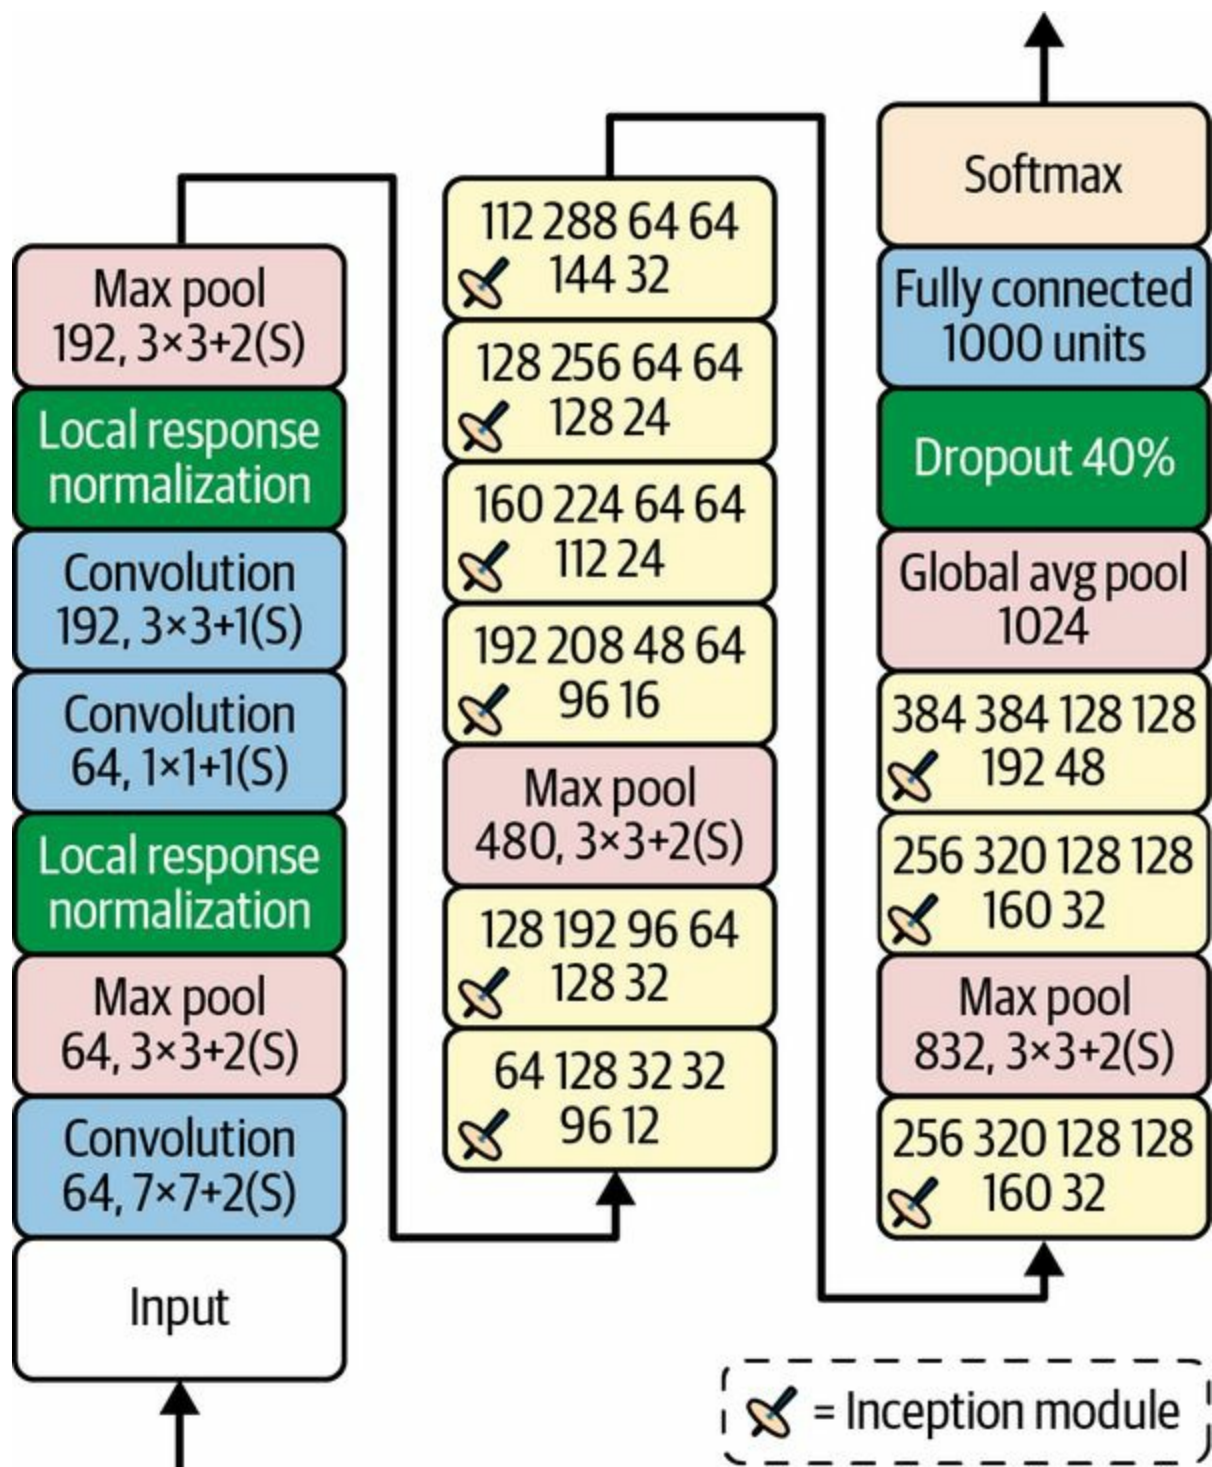 Max pool
192, 3×3+2(S)
Local response
normalization
Convolution
192, 3×3+1(S)
Convolution
64, 1×1+1(S)
Local response
normalization
Max pool
64, 3×3+2(S)
Convolution
64, 7×7+2(S)
Input
112 288 64 64
144 32
128 256 64 64
128 24
160 224 64 64
112 24
192 208 48 64
96 16
Max pool
480, 3×3+2(S)
128 192 96 64
128 32
64 128 32 32
96 12
Softmax
Fully connected
1000 units
Dropout 40%
Global avg pool
1024
384 384 128 128
192 48
256 320 128 128
160 32
Max pool
832, 3×3+2(S)
256 320 128 128
160 32
= Inception module